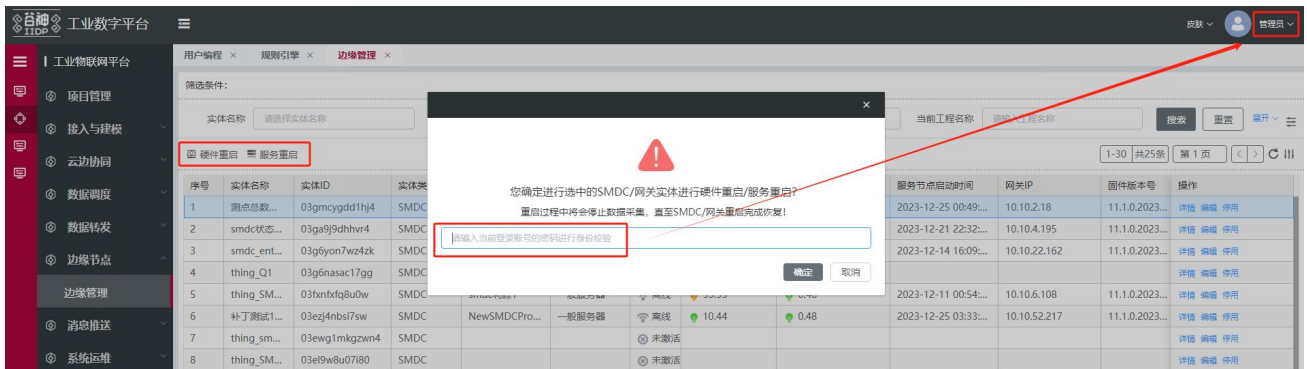 谷神 工业数字平台 皮肤 管理员
IIDP
工业物联网平台
用户编程 × 规则引擎 × 边缘管理 ×
筛选条件:
项目管理
接入与建模
云边协同
数据调度
数据转发
边缘节点
边缘管理
消息推送
系统运维
实体名称 请选择实体名称 当前工程名称 请输入工程名称 搜索 重置 展开
硬件重启 服务重启 1-30 共25条 第 1 页 < >
×
您确定进行选中的SMDC/网关实体进行硬件重启/服务重启?
重启过程中将会停止数据采集，直至SMDC/网关重启完成恢复!
请输入当前登录账号的密码进行身份校验
确定 取消
序号 实体名称 实体ID 实体类 服务节点启动时间 网关IP 固件版本号 操作
1 测点总数... 03gmcygdd1hj4 SMDC 2023-12-25 00:49:... 10.10.2.18 11.1.0.2023... 详情 编辑 停用
2 smdc状态... 03ga9j9dhhvr4 SMDC 2023-12-21 22:32:... 10.10.4.195 11.1.0.2023... 详情 编辑 停用
3 smdc_ent... 03g6yon7wz4zk SMDC 2023-12-14 16:09:... 10.10.22.162 11.1.0.2023... 详情 编辑 停用
4 thing_Q1 03g6nasac17gg SMDC 详情 编辑 停用
5 thing_SM... 03fxnfxfq8u0w SMDC 一般服务器 离线 0.48 2023-12-11 00:54:... 10.10.6.108 11.1.0.2023... 详情 编辑 停用
6 补丁测试1... 03ezj4nbsi7sw SMDC NewSMDCPro... 一般服务器 离线 10.44 0.48 2023-12-25 03:33:... 10.10.52.217 11.1.0.2023... 详情 编辑 停用
7 thing_sm... 03ewg1mkgzwn4 SMDC 未激活 详情 编辑 停用
8 thing_SM... 03el9w8u07l80 SMDC 未激活 详情 编辑 停用